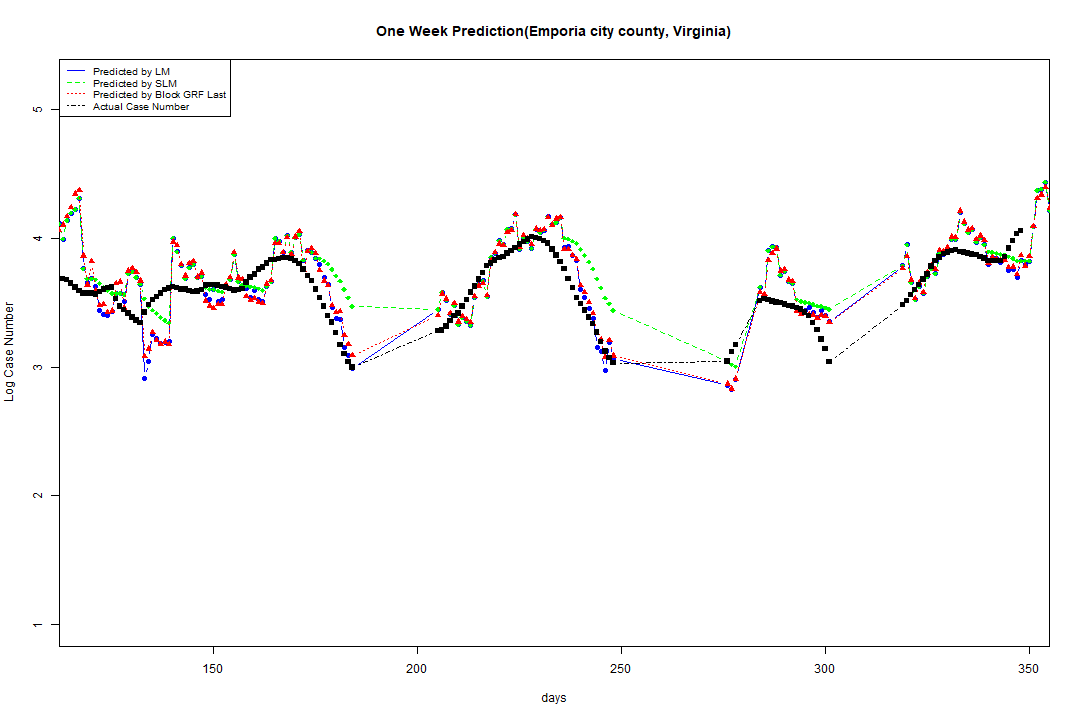 One Week Prediction(Emporia city county, Virginia)
Predicted by LM
Predicted by SLM
Predicted by Block GRF Last
Actual Case Number
5
4
3
2
1
Log Case Number
150
200
250
300
350
days